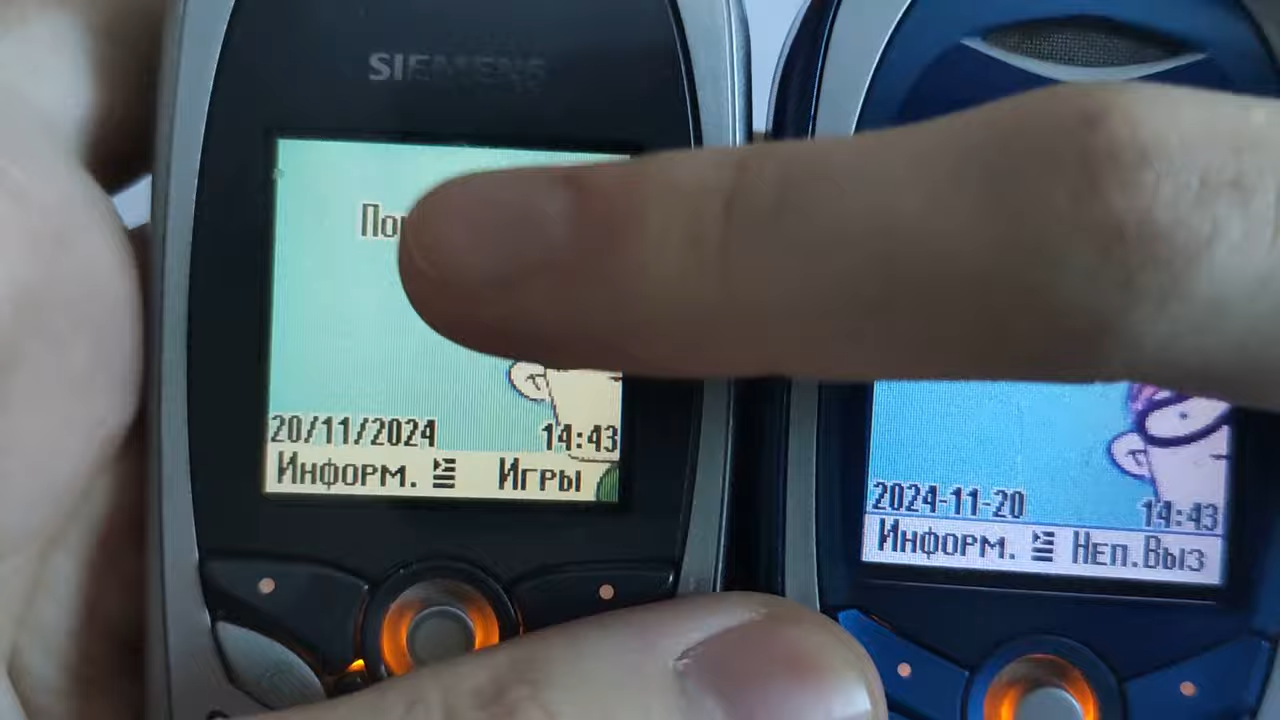 SIEMENS
20/11/2024 14:43
Информ. Игры
2024-11-20 14:43
Информ. Неп.Выз